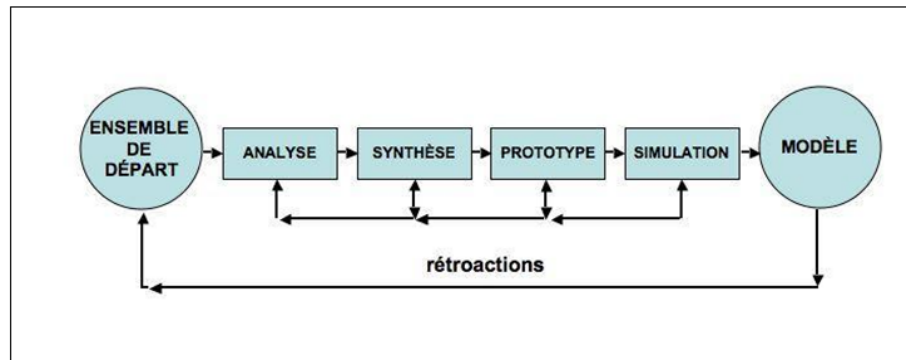 ENSEMBLE
DE
DÉPART
ANALYSE
SYNTHÈSE
PROTOTYPE
SIMULATION
MODÈLE
rétroactions